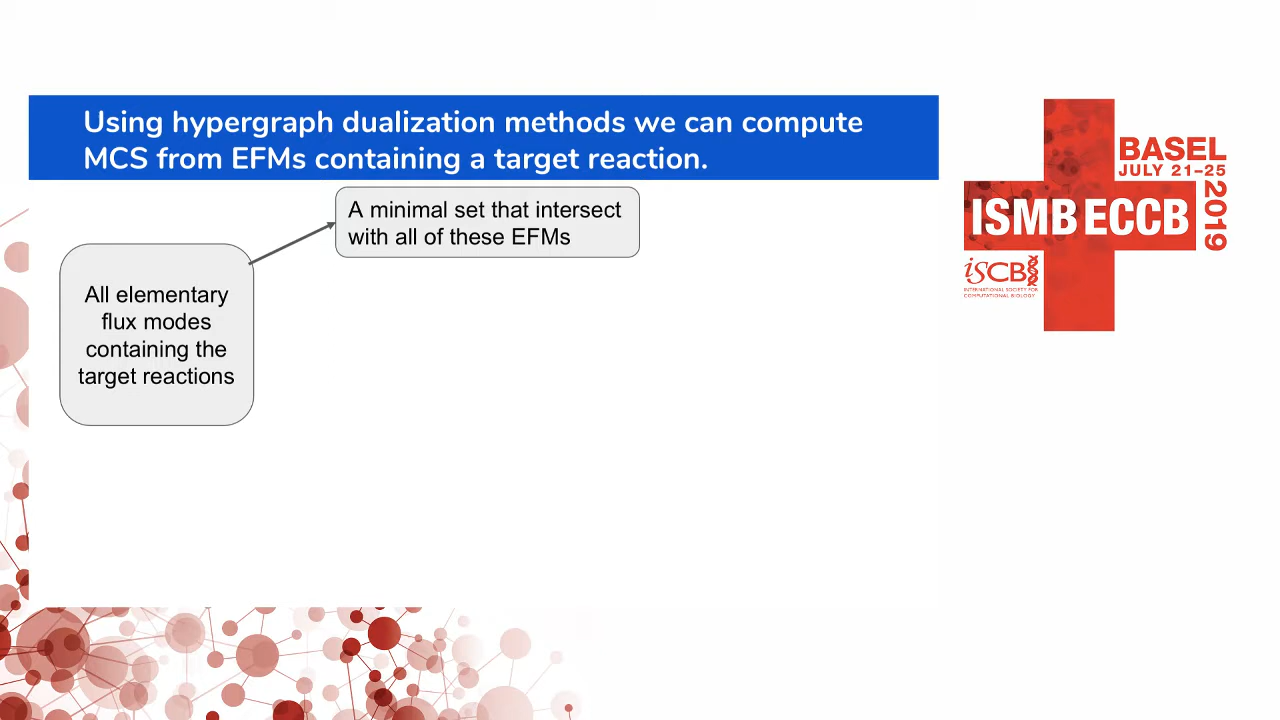 Using hypergraph dualization methods we can compute
MCS from EFMs containing a target reaction.
A minimal set that intersect
with all of these EFMs
All elementary
flux modes
containing the
target reactions
BASEL
JULY 21–25
2019
ISMB ECCB
ISCB
INTERNATIONAL SOCIETY FOR
COMPUTATIONAL BIOLOGY